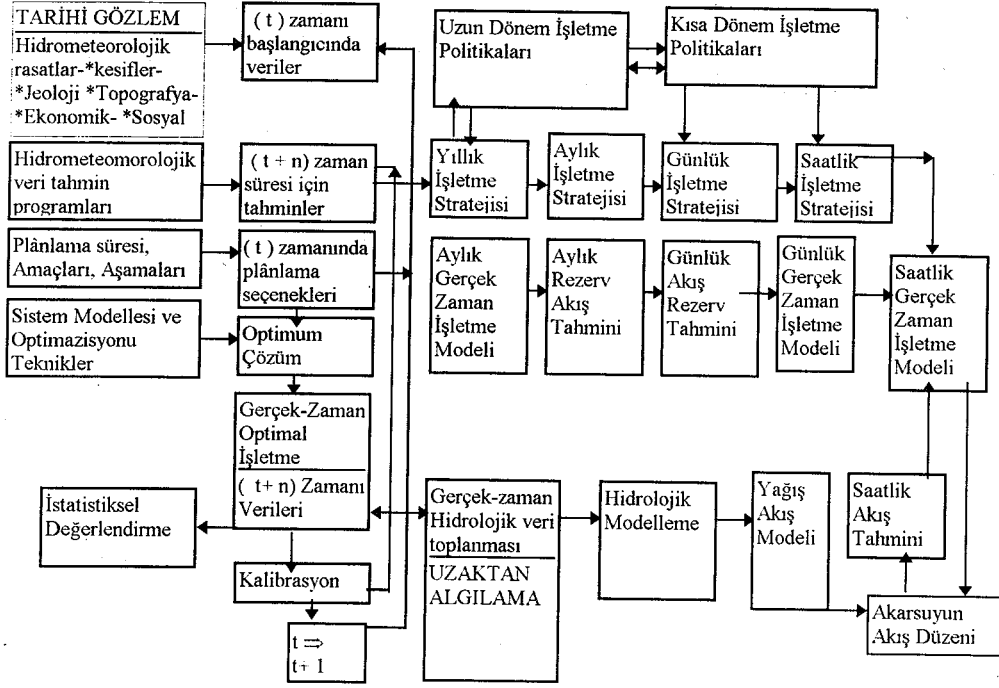 TARİHİ GÖZLEM
Hidrometeorolojik
rasatlar-*kesifler-
*Jeoloji *Topografya-
*Ekonomik- *Sosyal
( t ) zamanı
başlangıcında
veriler
Uzun Dönem İşletme
Politikaları
Kısa Dönem İşletme
Politikaları
Hidrometeomorolojik
veri tahmin
programları
( t + n) zaman
süresi için
tahminler
Yıllık
İşletme
Stratejisi
Aylık
İşletme
Stratejisi
Günlük
İşletme
Stratejisi
Saatlik
İşletme
Stratejisi
Plânlama süresi,
Amaçları, Aşamaları
( t ) zamanında
plânlama
seçenekleri
Aylık
Gerçek
Zaman
İşletme
Modeli
Aylık
Rezerv
Akış
Tahmini
Günlük
Akış
Rezerv
Tahmini
Günlük
Gerçek
Zaman
İşletme
Modeli
Saatlik
Gerçek
Zaman
İşletme
Modeli
Sistem Modellesi ve
Optimazisyonu
Teknikler
Optimum
Çözüm
Gerçek-Zaman
Optimal
İşletme
( t+ n) Zamanı
Verileri
İstatistiksel
Değerlendirme
Gerçek-zaman
Hidrolojik veri
toplanması
UZAKTAN
ALGILAMA
Hidrolojik
Modelleme
Yağış
Akış
Modeli
Saatlik
Akış
Tahmini
Kalibrasyon
Akarsuyun
Akış Düzeni
t ⇒
t+ 1